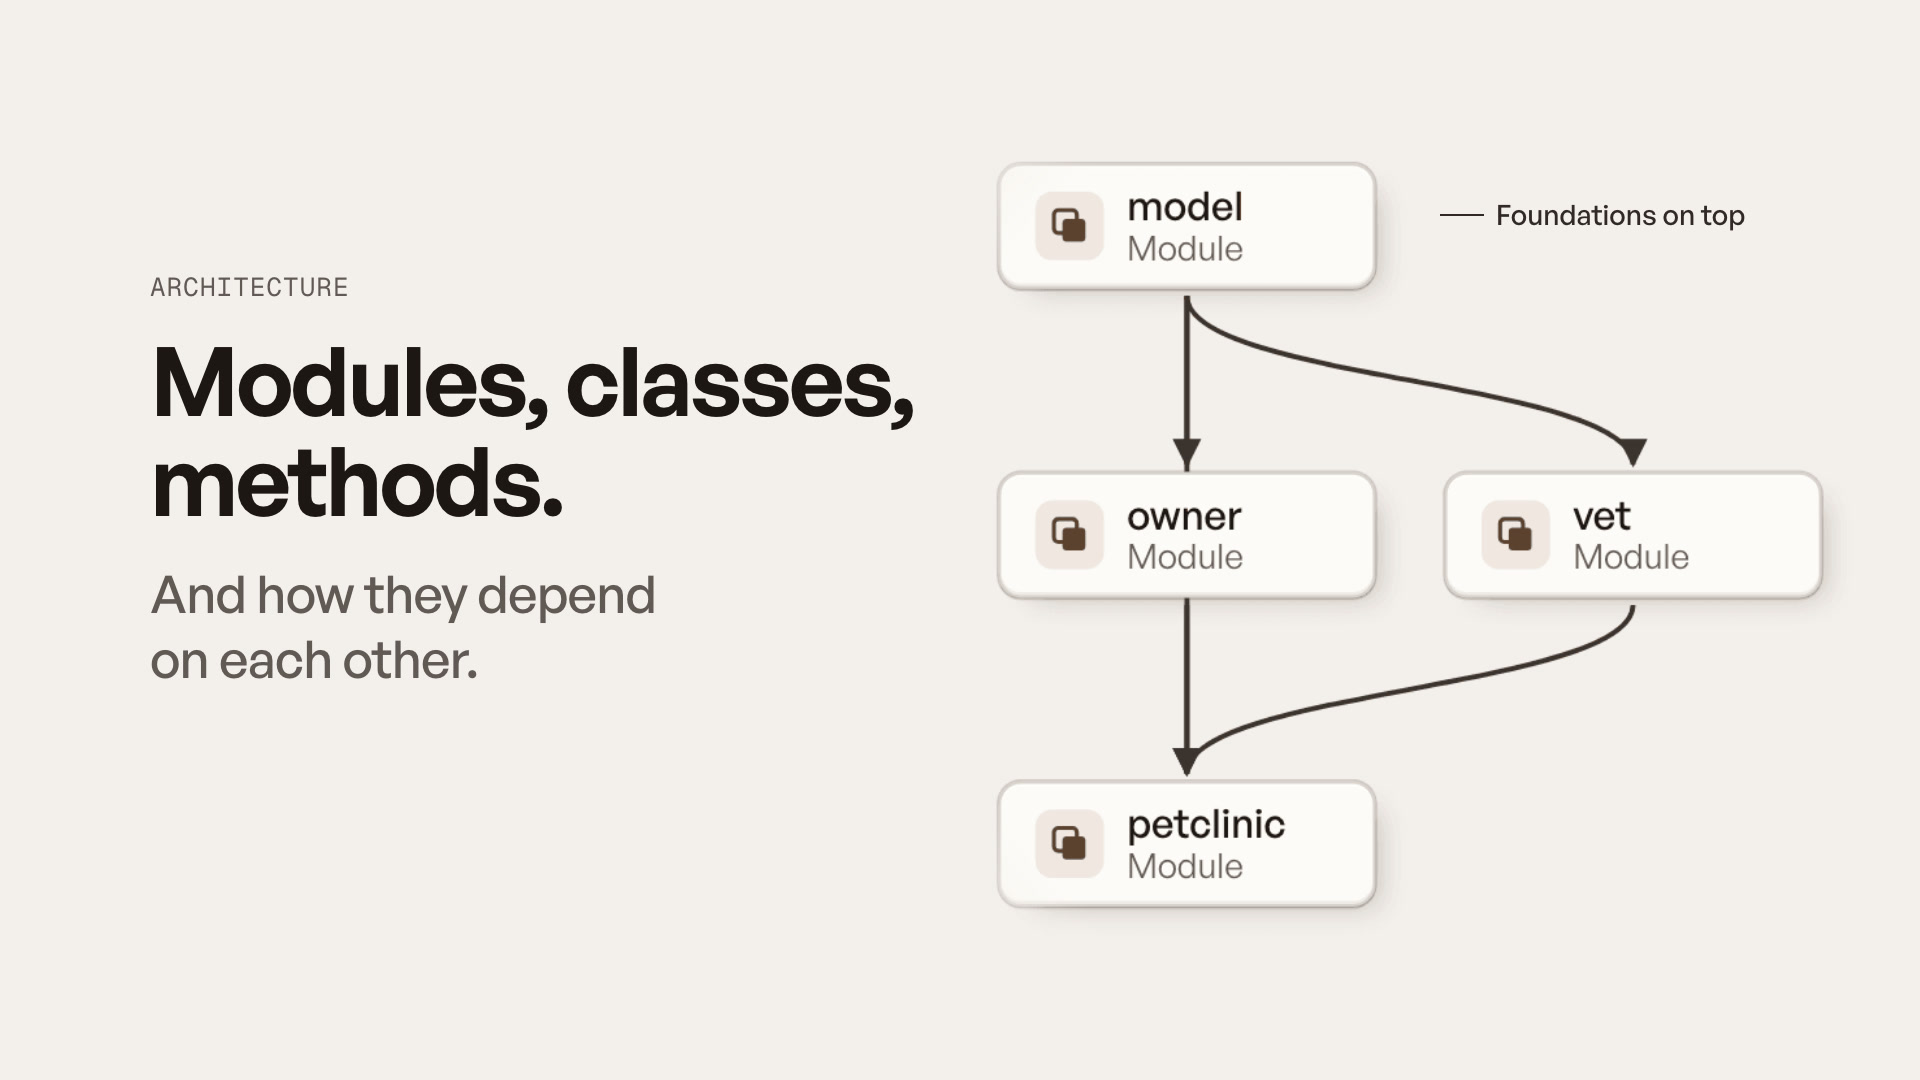 ARCHITECTURE
Modules, classes,
methods.
And how they depend
on each other.
model
Module
Foundations on top
owner
Module
vet
Module
petclinic
Module